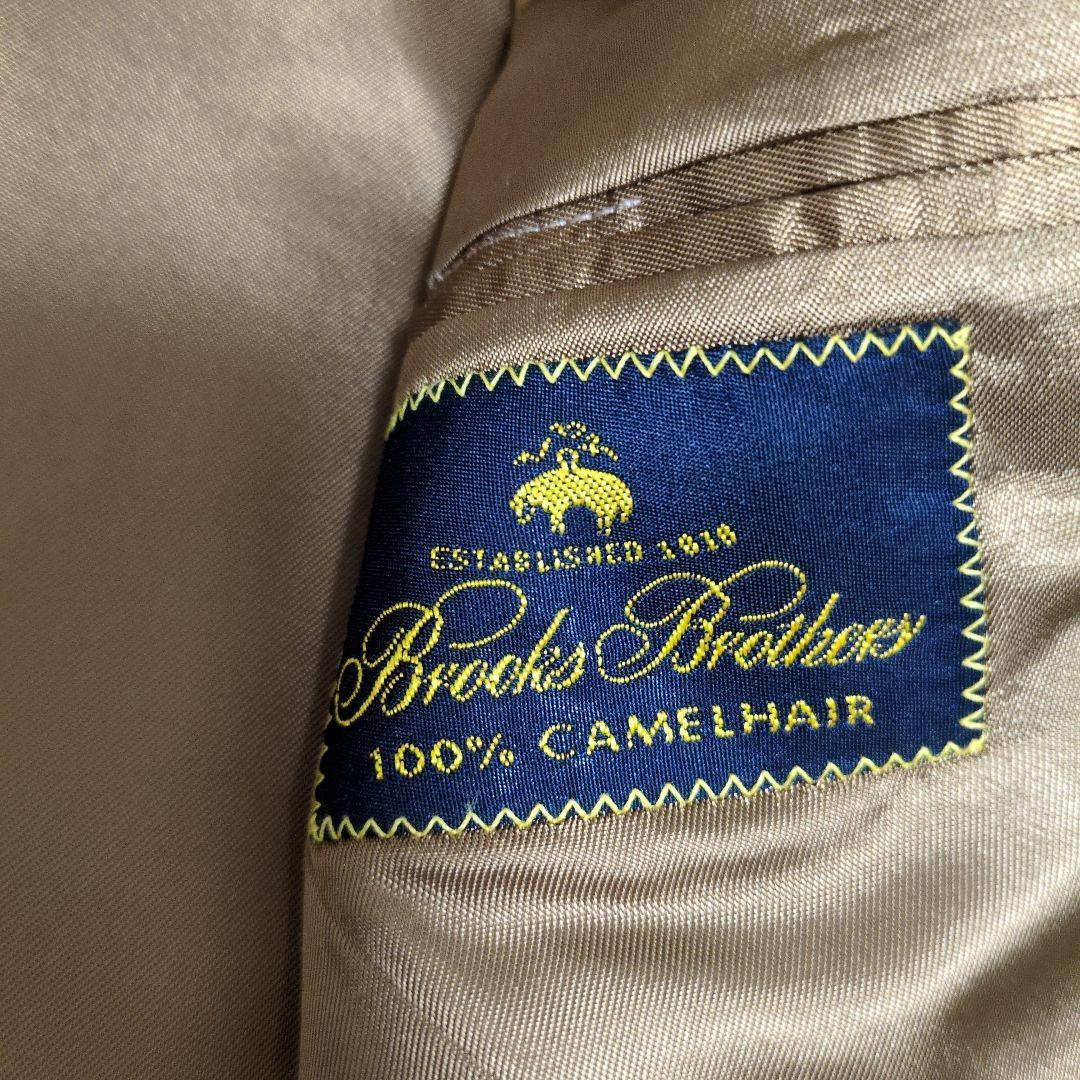 ESTABLISHED 1818
Brooks Brothers
100% CAMELHAIR